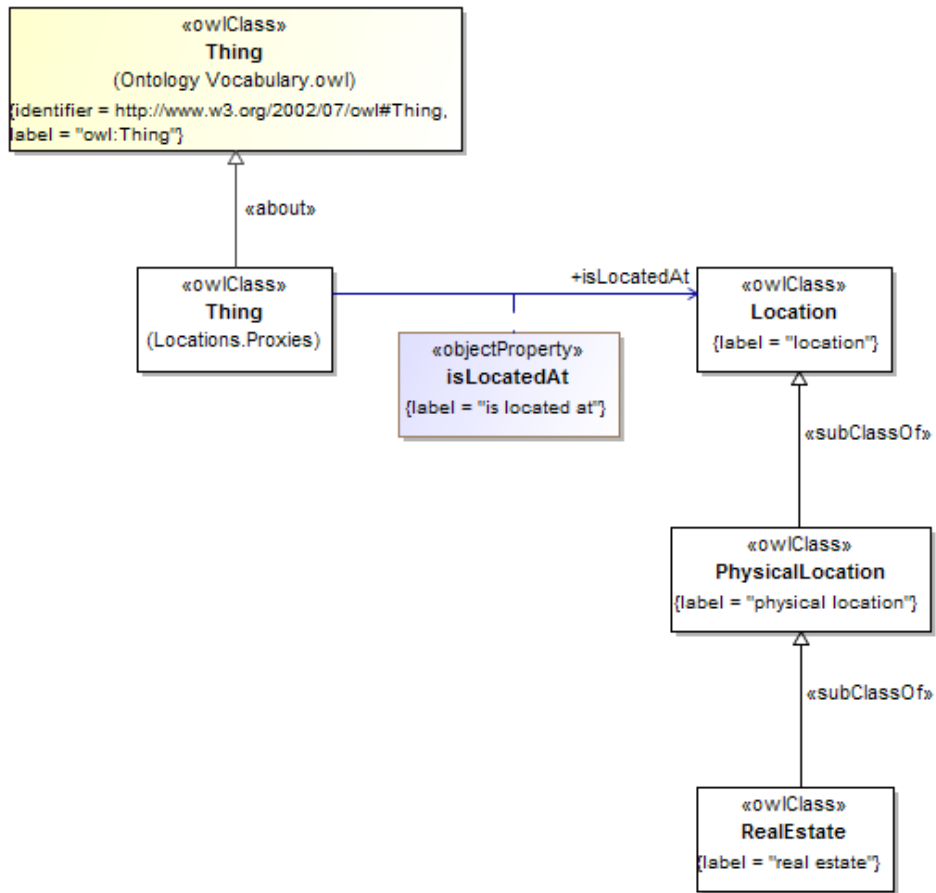 «owlClass»
Thing
(Ontology Vocabulary.owl)
{identifier = http://www.w3.org/2002/07/owl#Thing,
label = "owl:Thing"}
«about»
«owlClass»
Thing
(Locations.Proxies)
+isLocatedAt
«objectProperty»
isLocatedAt
{label = "is located at"}
«owlClass»
Location
{label = "location"}
«subClassOf»
«owlClass»
PhysicalLocation
{label = "physical location"}
«subClassOf»
«owlClass»
RealEstate
{label = "real estate"}